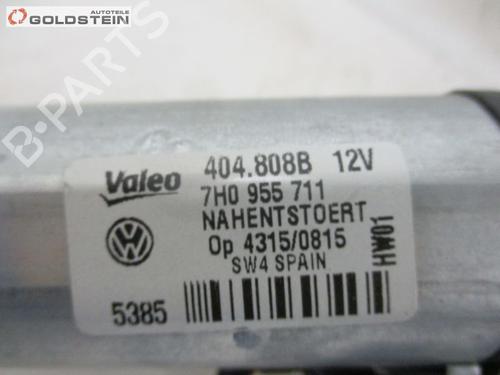 AUTOTEILE
GOLDSTEIN
B-PARTS
Valeo 404.808B 12V
7H0 955 711
NAHENTSTOERT
Op 4315/0815
SW4 SPAIN
HW01
5385